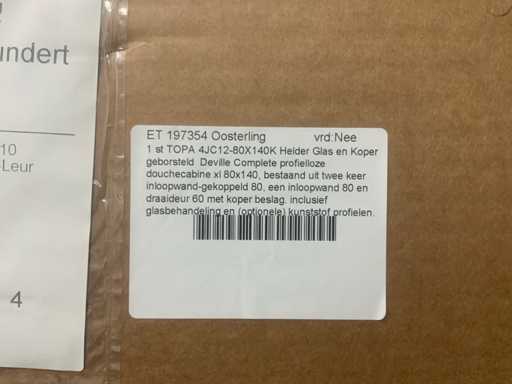 undert
10
-Leur
4
ET 197354 Oosterling vrd:Nee
1 st TOPA 4JC12-80X140K Helder Glas en Koper
geborsteld Deville Complete profielloze
douchecabine xl 80x140, bestaand uit twee keer
inloopwand-gekoppeld 80, een inloopwand 80 en
draaideur 60 met koper beslag. inclusief
glasbehandeling en (optionele) kunststof profielen.